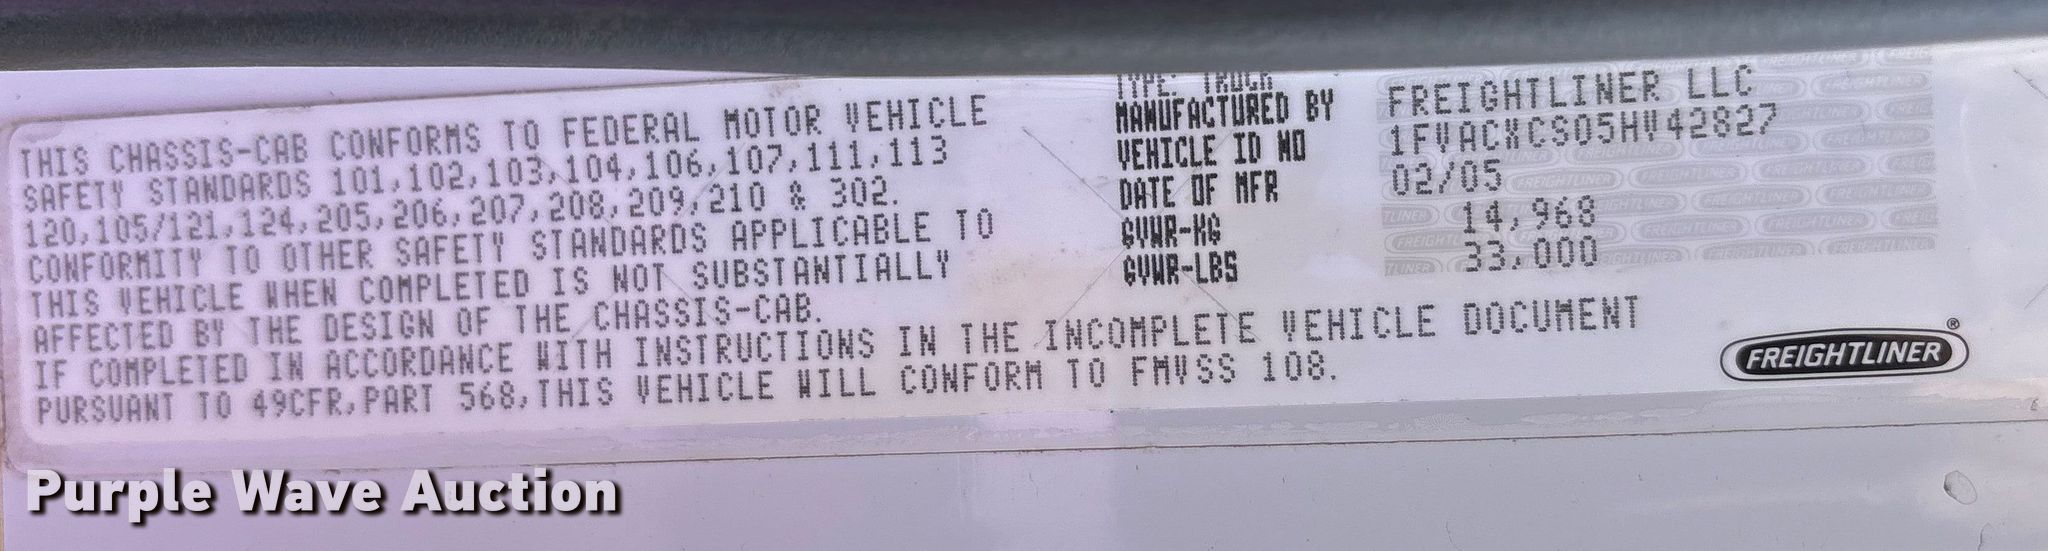 THIS CHASSIS-CAB CONFORMS TO FEDERAL MOTOR VEHICLE
SAFETY STANDARDS 101,102,103,104,106,107,111,113
120,105/121,124,205,206,207,208,209,210 & 302.
CONFORMITY TO OTHER SAFETY STANDARDS APPLICABLE TO
THIS VEHICLE WHEN COMPLETED IS NOT SUBSTANTIALLY
AFFECTED BY THE DESIGN OF THE CHASSIS-CAB.
IF COMPLETED IN ACCORDANCE WITH INSTRUCTIONS IN THE INCOMPLETE VEHICLE DOCUMENT
PURSUANT TO 49CFR,PART 568,THIS VEHICLE WILL CONFORM TO FMVSS 108.
TYPE: TRUCK
MANUFACTURED BY FREIGHTLINER LLC
VEHICLE ID NO 1FVACXCS05HV42827
DATE OF MFR 02/05
GVWR-KG 14,968
GVWR-LBS 33,000
FREIGHTLINER®
Purple Wave Auction